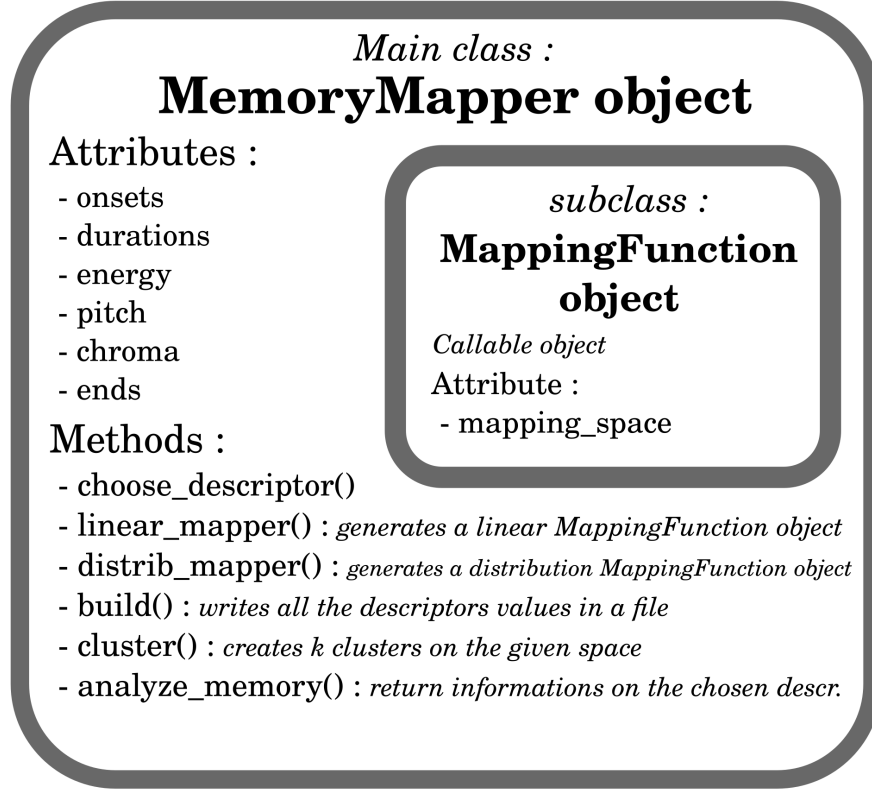 Main class :
MemoryMapper object
Attributes :
- onsets
- durations
- energy
- pitch
- chroma
- ends
subclass :
MappingFunction
object
Callable object
Attribute :
- mapping_space
Methods :
- choose_descriptor()
- linear_mapper() : generates a linear MappingFunction object
- distrib_mapper() : generates a distribution MappingFunction object
- build() : writes all the descriptors values in a file
- cluster() : creates k clusters on the given space
- analyze_memory() : return informations on the chosen descr.